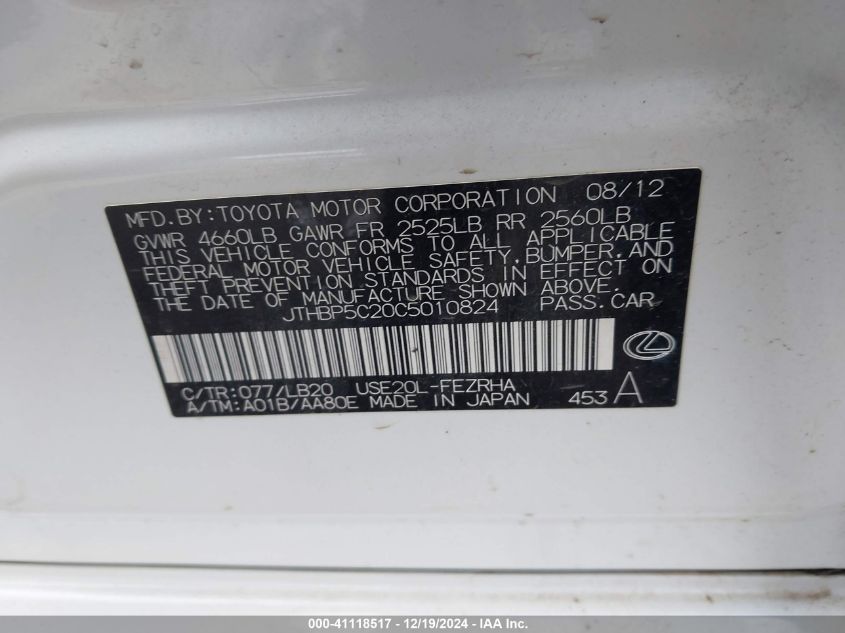 MFD.BY:TOYOTA MOTOR CORPORATION 08/12
GVWR 4660LB GAWR FR 2525LB RR 2560LB
THIS VEHICLE CONFORMS TO ALL APPLICABLE
FEDERAL MOTOR VEHICLE SAFETY,BUMPER,AND
THEFT PREVENTION STANDARDS IN EFFECT ON
THE DATE OF MANUFACTURE SHOWN ABOVE.
JTHBP5C20C5010824 PASS.CAR
C/TR:077/LB20 USE20L-FEZRHA
A/TM:A01B/AA80E MADE IN JAPAN 453 A
000-41118517 - 12/19/2024 - IAA Inc.